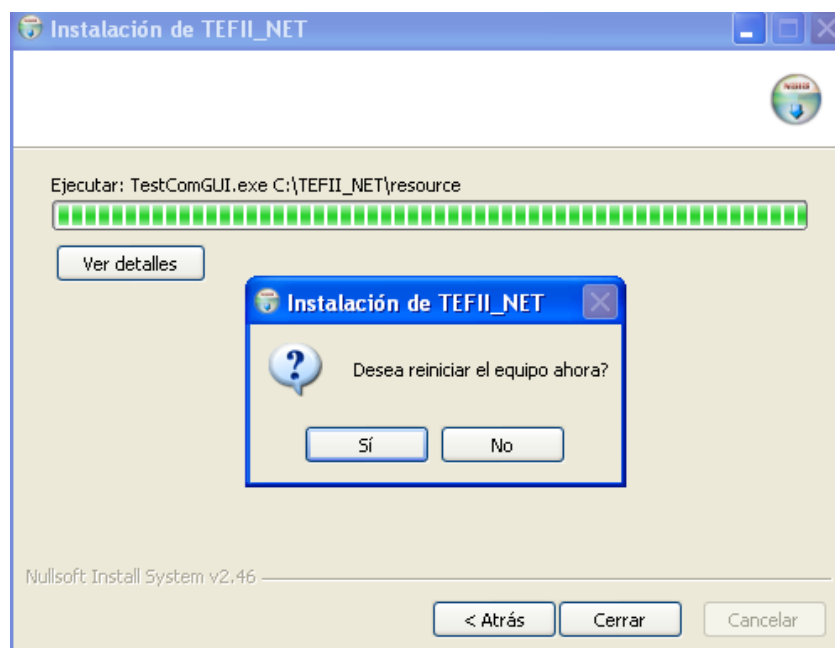 Instalación de TEFII_NET
Ejecutar: TestComGUI.exe C:\TEFII_NET\resource
Ver detalles
Instalación de TEFII_NET
Desea reiniciar el equipo ahora?
Sí
No
Nullsoft Install System v2.46
< Atrás
Cerrar
Cancelar